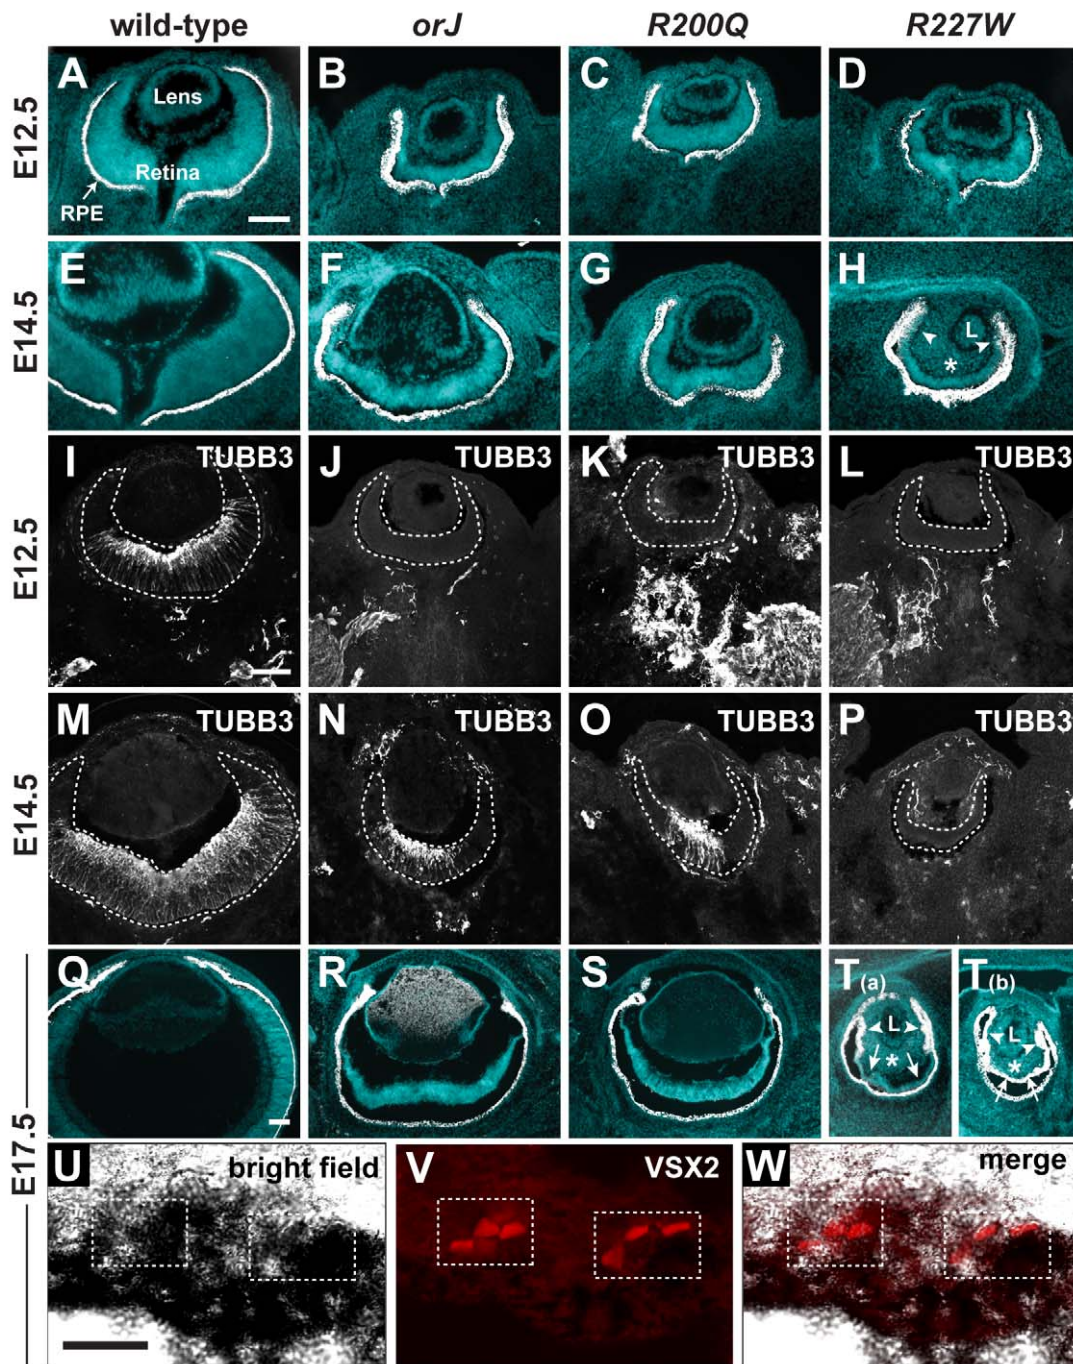 wild-type orJ R200Q R227W
E12.5
A Lens Retina RPE
B
C
D
E14.5
E
F
G
H L *
E12.5
I TUBB3
J TUBB3
K TUBB3
L TUBB3
E14.5
M TUBB3
N TUBB3
O TUBB3
P TUBB3
E17.5
Q
R
S
T(a) L *
T(b) L *
U bright field
V VSX2
W merge